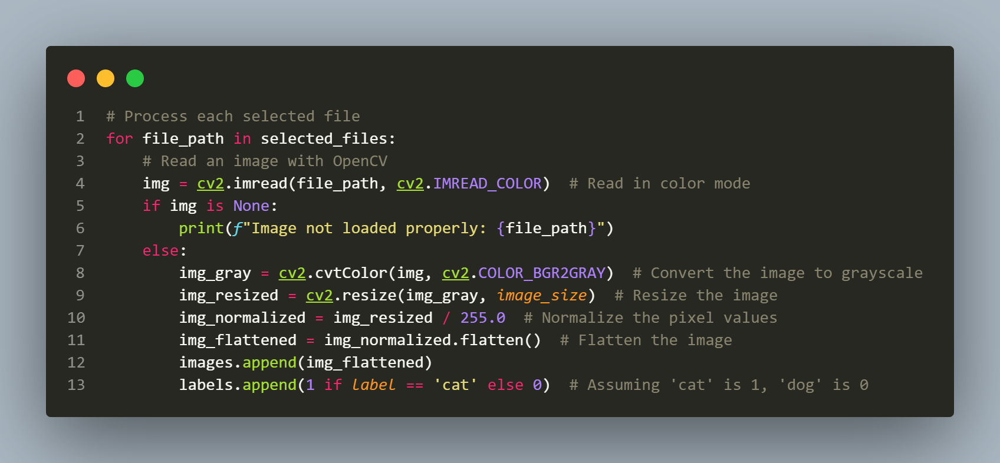 1 # Process each selected file
2 for file_path in selected_files:
3     # Read an image with OpenCV
4     img = cv2.imread(file_path, cv2.IMREAD_COLOR)  # Read in color mode
5     if img is None:
6         print(f"Image not loaded properly: {file_path}")
7     else:
8         img_gray = cv2.cvtColor(img, cv2.COLOR_BGR2GRAY)  # Convert the image to grayscale
9         img_resized = cv2.resize(img_gray, image_size)  # Resize the image
10         img_normalized = img_resized / 255.0  # Normalize the pixel values
11         img_flattened = img_normalized.flatten()  # Flatten the image
12         images.append(img_flattened)
13         labels.append(1 if label == 'cat' else 0)  # Assuming 'cat' is 1, 'dog' is 0